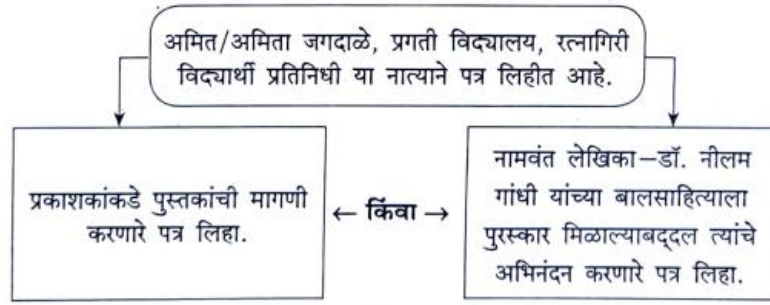 अमित/अमिता जगदाळे, प्रगती विद्यालय, रत्नागिरी
विद्यार्थी प्रतिनिधी या नात्याने पत्र लिहीत आहे.
प्रकाशकांकडे पुस्तकांची मागणी
करणारे पत्र लिहा.
← किंवा →
नामवंत लेखिका–डॉ. नीलम
गांधी यांच्या बालसाहित्याला
पुरस्कार मिळाल्याबद्दल त्यांचे
अभिनंदन करणारे पत्र लिहा.